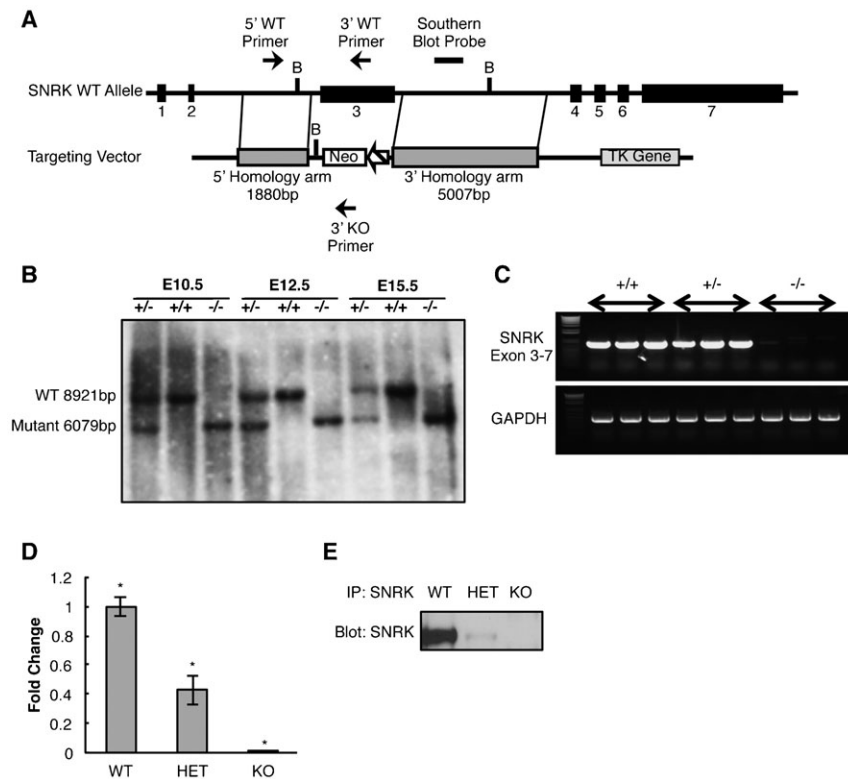 A
5' WT
Primer
3' WT
Primer
Southern
Blot Probe
B
B
SNRK WT Allele
1 2 3 4 5 6 7
B
Targeting Vector
Neo
TK Gene
5' Homology arm
1880bp
3' Homology arm
5007bp
3' KO
Primer
B
E10.5 E12.5 E15.5
+/- +/+ -/- +/- +/+ -/- +/- +/+ -/-
WT 8921bp
Mutant 6079bp
C
+/+ +/- -/-
SNRK
Exon 3-7
GAPDH
D
Fold Change
1.2
1
0.8
0.6
0.4
0.2
0
* * *
WT HET KO
E
IP: SNRK WT HET KO
Blot: SNRK